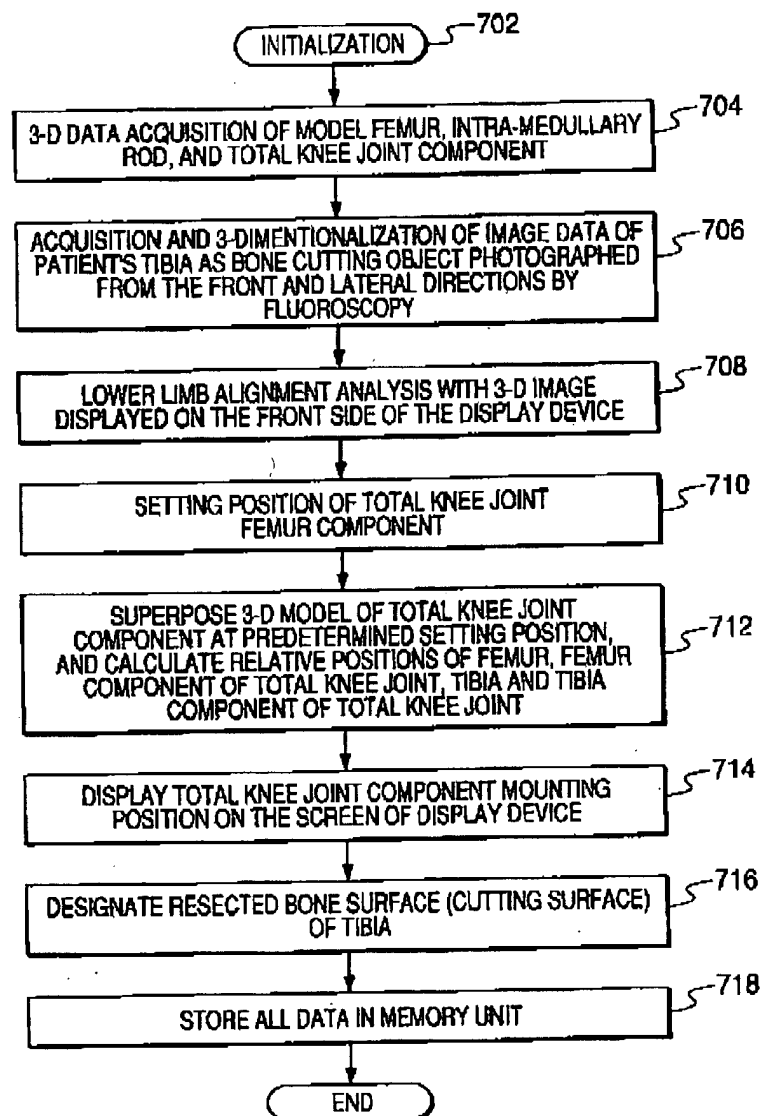 INITIALIZATION
702
704
3-D DATA ACQUISITION OF MODEL FEMUR, INTRA-MEDULLARY
ROD, AND TOTAL KNEE JOINT COMPONENT
706
ACQUISITION AND 3-DIMENTIONALIZATION OF IMAGE DATA OF
PATIENT'S TIBIA AS BONE CUTTING OBJECT PHOTOGRAPHED
FROM THE FRONT AND LATERAL DIRECTIONS BY
FLUOROSCOPY
708
LOWER LIMB ALIGNMENT ANALYSIS WITH 3-D IMAGE
DISPLAYED ON THE FRONT SIDE OF THE DISPLAY DEVICE
710
SETTING POSITION OF TOTAL KNEE JOINT
FEMUR COMPONENT
712
SUPERPOSE 3-D MODEL OF TOTAL KNEE JOINT
COMPONENT AT PREDETERMINED SETTING POSITION,
AND CALCULATE RELATIVE POSITIONS OF FEMUR, FEMUR
COMPONENT OF TOTAL KNEE JOINT, TIBIA AND TIBIA
COMPONENT OF TOTAL KNEE JOINT
714
DISPLAY TOTAL KNEE JOINT COMPONENT MOUNTING
POSITION ON THE SCREEN OF DISPLAY DEVICE
716
DESIGNATE RESECTED BONE SURFACE (CUTTING SURFACE)
OF TIBIA
718
STORE ALL DATA IN MEMORY UNIT
END